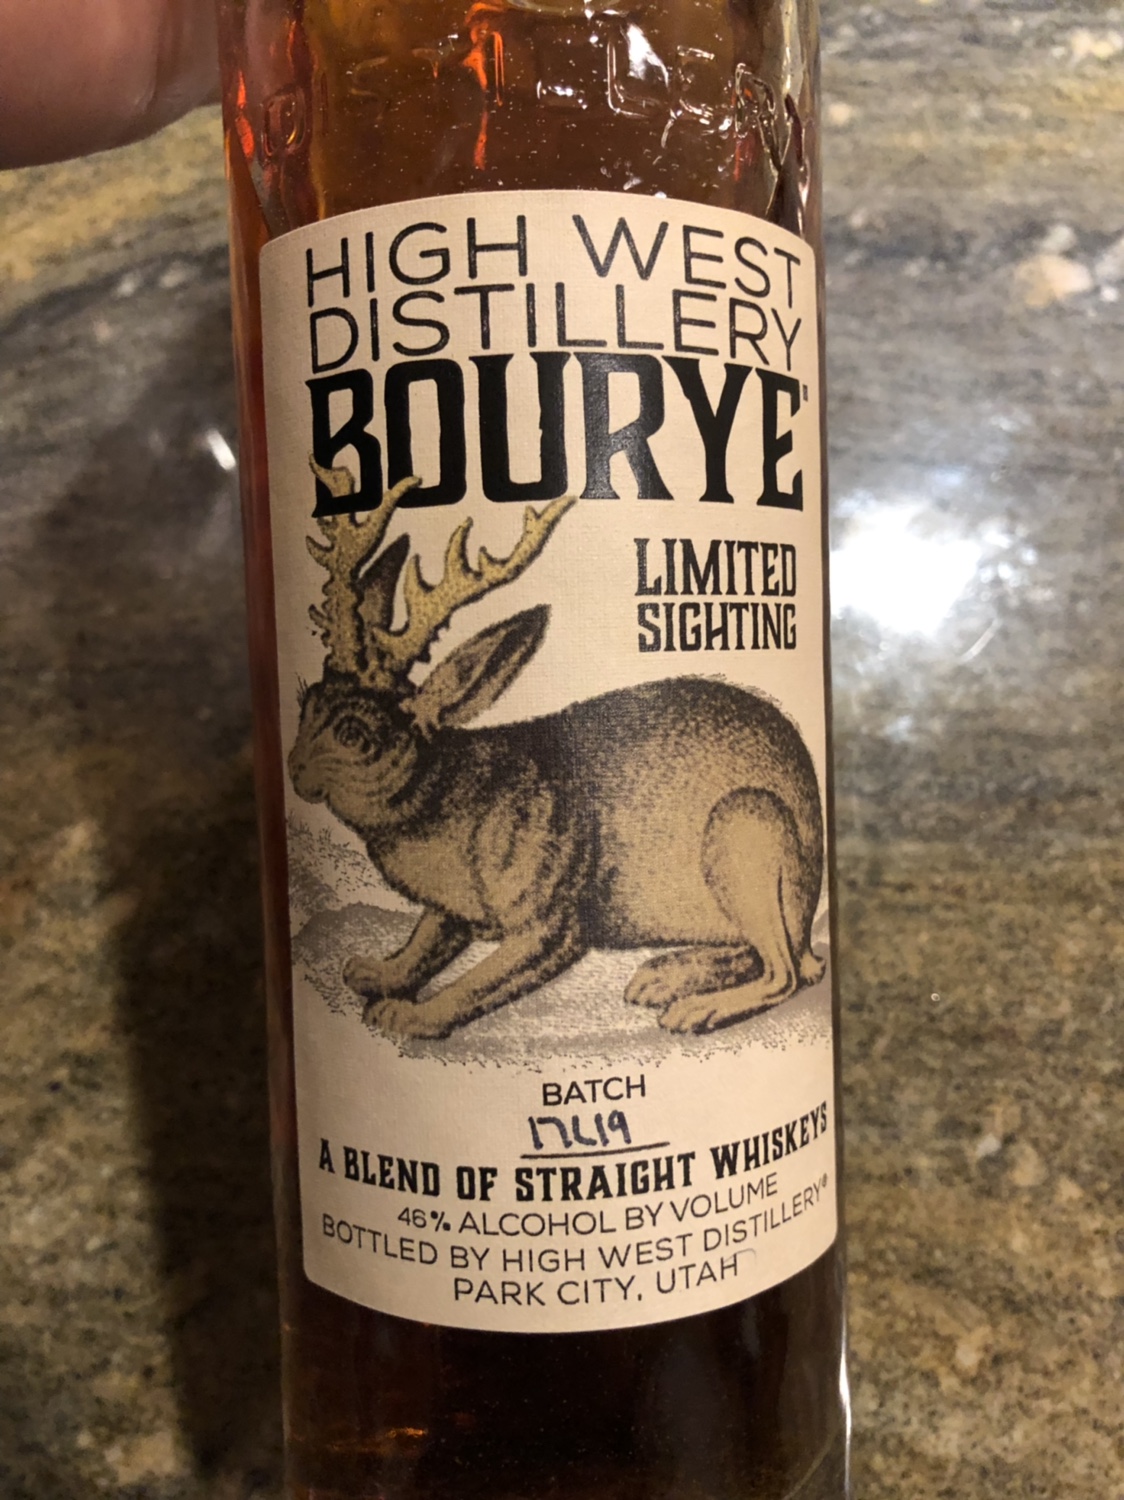 HIGH WEST
DISTILLERY
BOURYE®
LIMITED
SIGHTING
BATCH
17L19
A BLEND OF STRAIGHT WHISKEYS
46% ALCOHOL BY VOLUME
BOTTLED BY HIGH WEST DISTILLERY®
PARK CITY, UTAH